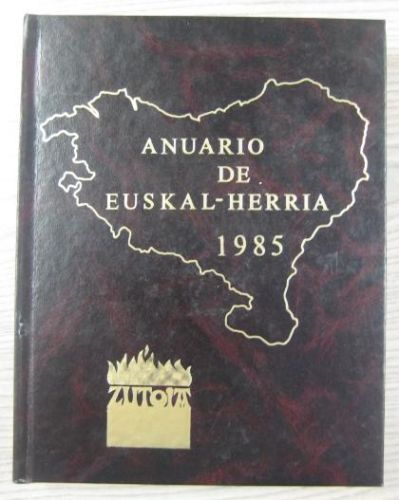 ANUARIO
DE
EUSKAL-HERRIA
1985
ZUTOIA